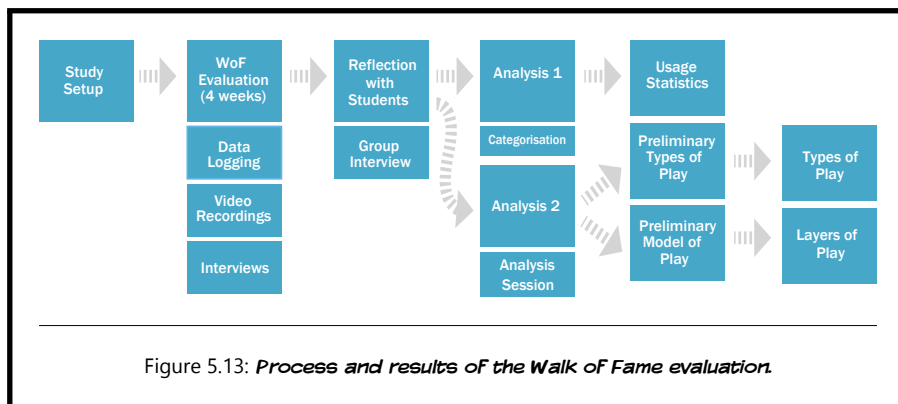 Study
Setup
WoF
Evaluation
(4 weeks)
Data
Logging
Video
Recordings
Interviews
Reflection
with
Students
Group
Interview
Analysis 1
Categorisation
Analysis 2
Analysis
Session
Usage
Statistics
Preliminary
Types of
Play
Preliminary
Model of
Play
Types of
Play
Layers of
Play
Figure 5.13: Process and results of the Walk of Fame evaluation.